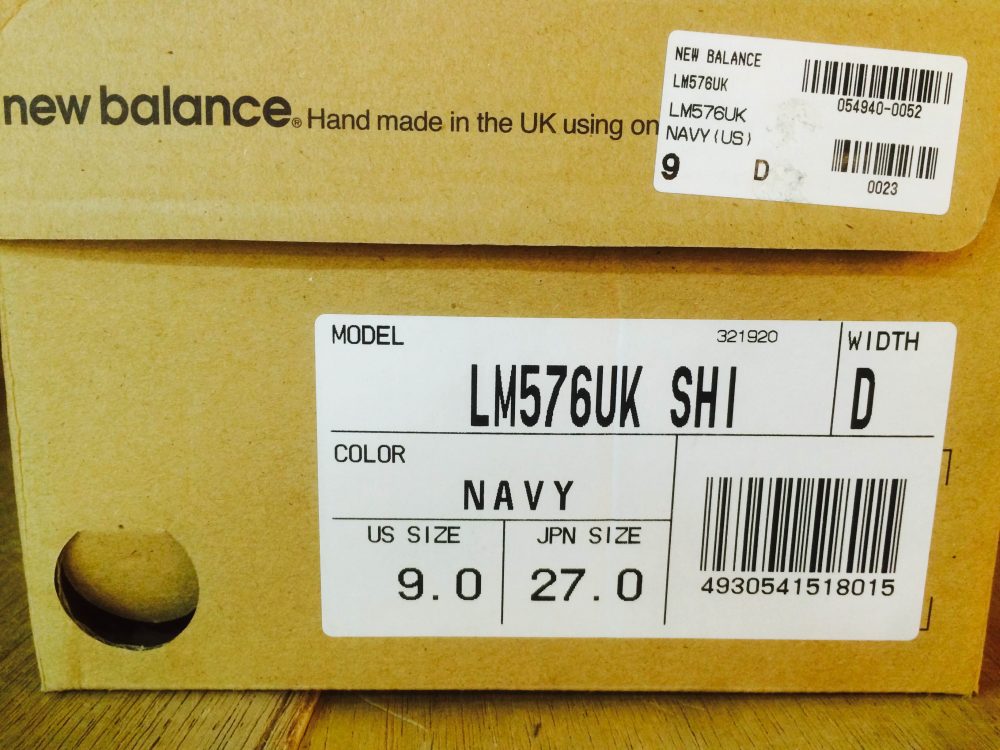 new balance® Hand made in the UK using on
NEW BALANCE
LM576UK
LM576UK
NAVY(US)
9 D
054940-0052
0023
MODEL 321920
LM576UK SHI
WIDTH
D
COLOR
NAVY
US SIZE
9.0
JPN SIZE
27.0
4930541518015